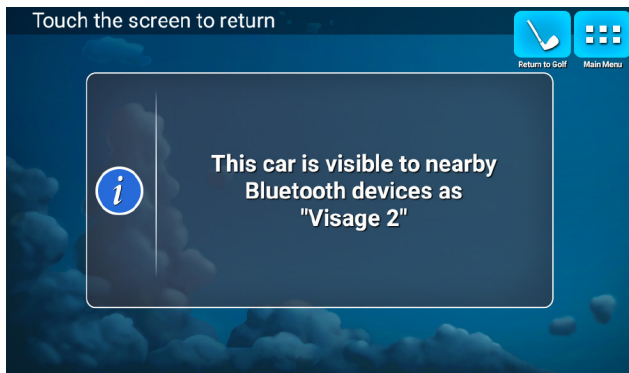 Touch the screen to return
Return to Golf
Main Menu
i
This car is visible to nearby
Bluetooth devices as
"Visage 2"